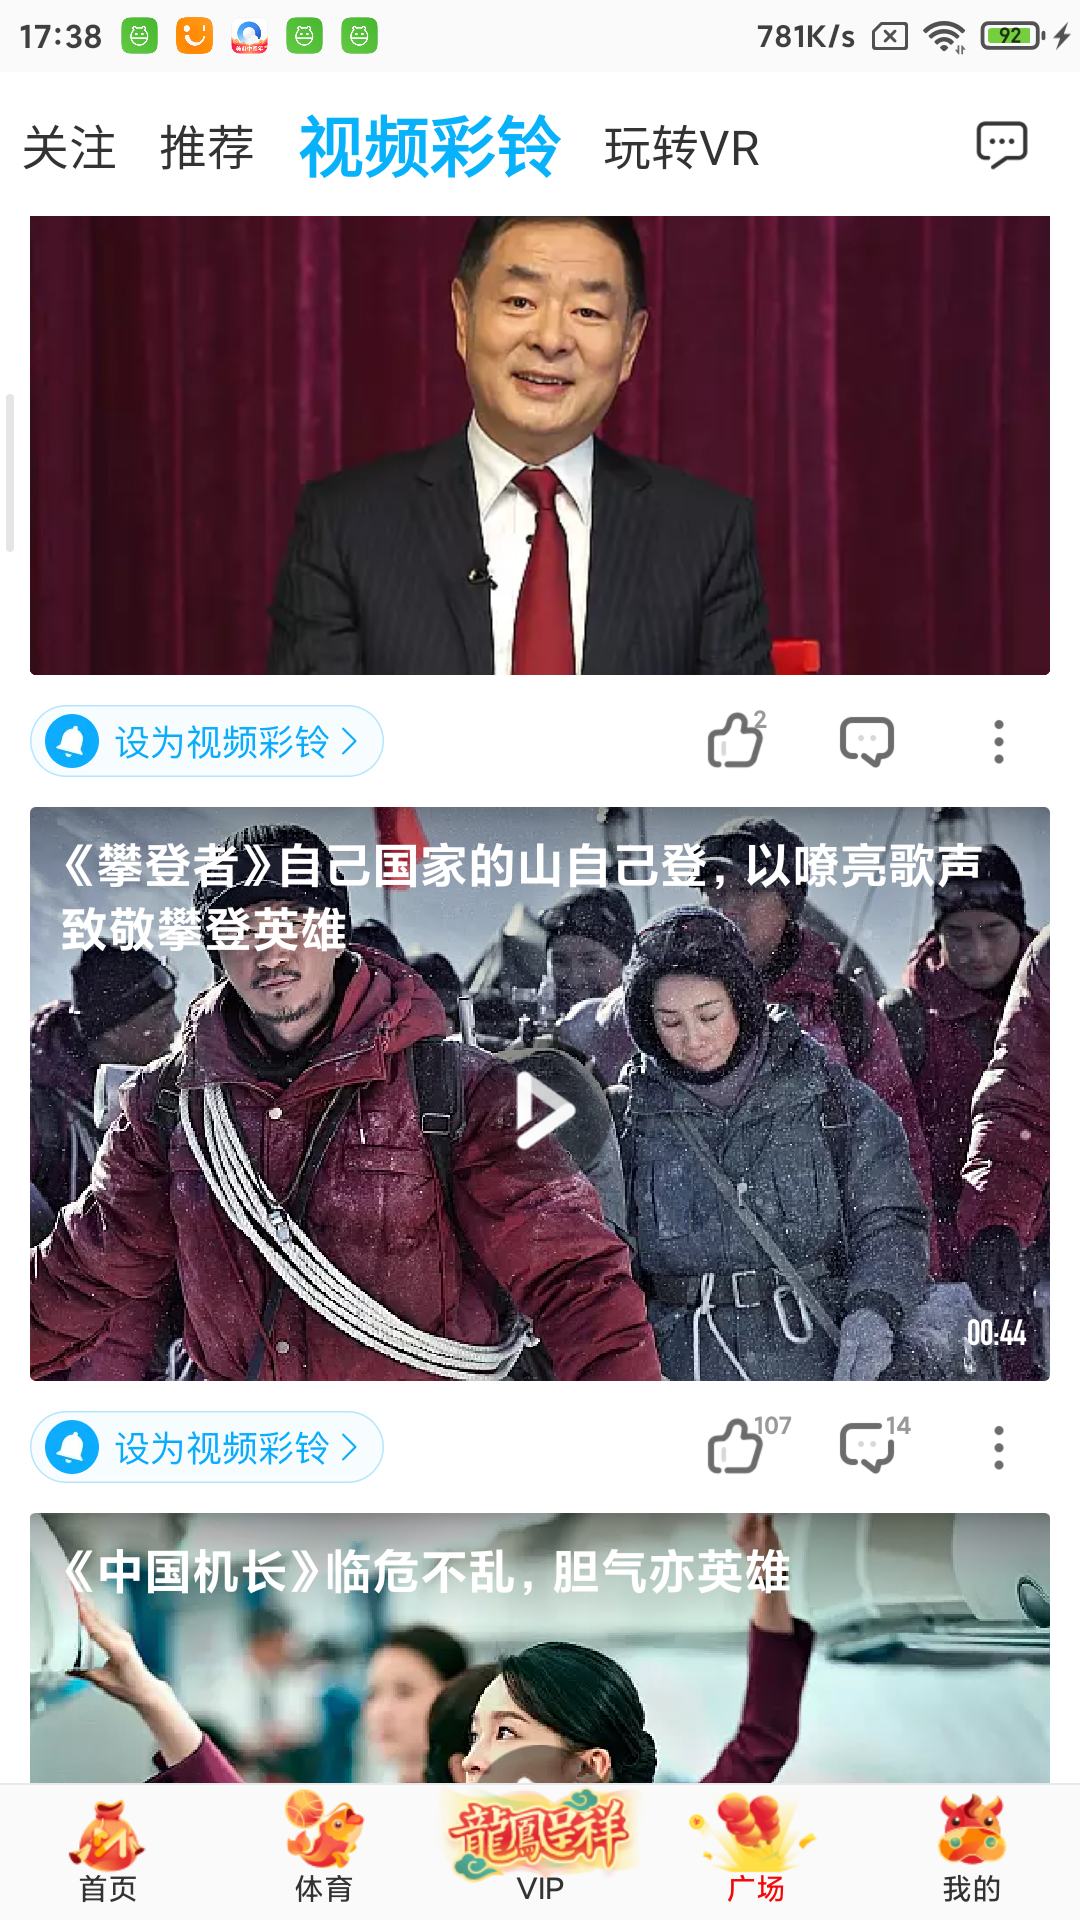 17:38
781K/s
92
关注 推荐 视频彩铃 玩转VR
设为视频彩铃
2
《攀登者》自己国家的山自己登,以嘹亮歌声
致敬攀登英雄
00:44
设为视频彩铃
107
14
《中国机长》临危不乱,胆气亦英雄
龍鳳呈祥
首页 体育 VIP 广场 我的